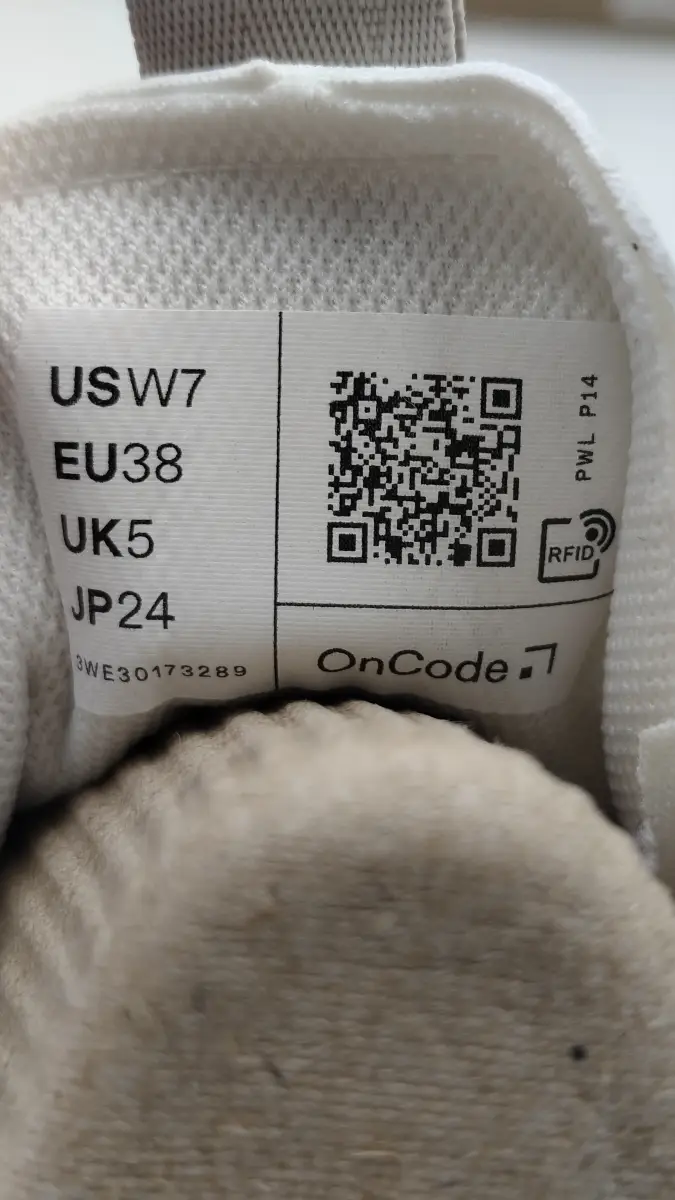 USW7
EU38
UK5
JP24
3WE30173289
PWL P14
RFID
OnCode